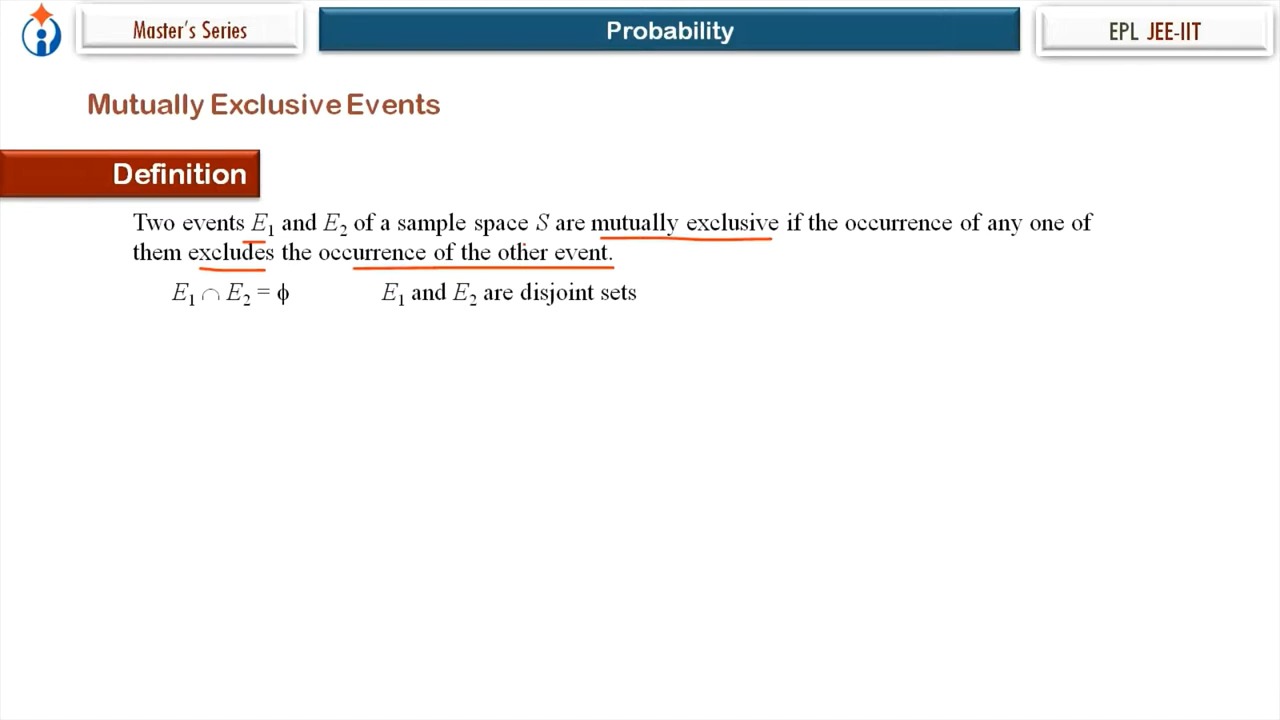 Master's Series
Probability
EPL JEE-IIT
Mutually Exclusive Events
Definition
Two events E₁ and E₂ of a sample space S are mutually exclusive if the occurrence of any one of
them excludes the occurrence of the other event.
E₁ ∩ E₂ = ϕ E₁ and E₂ are disjoint sets